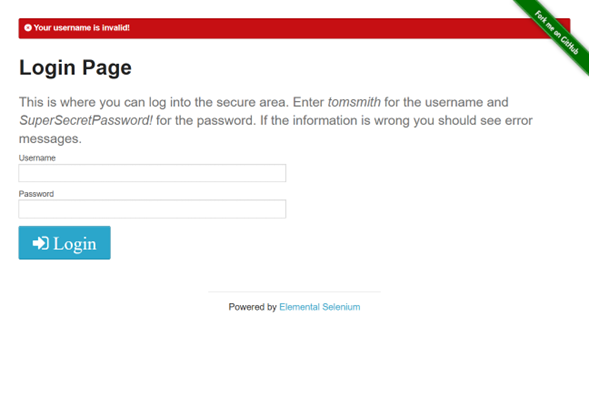 Your username is invalid!
Fork me on GitHub
Login Page
This is where you can log into the secure area. Enter tomsmith for the username and
SuperSecretPassword! for the password. If the information is wrong you should see error
messages.
Username
Password
Login
Powered by Elemental Selenium